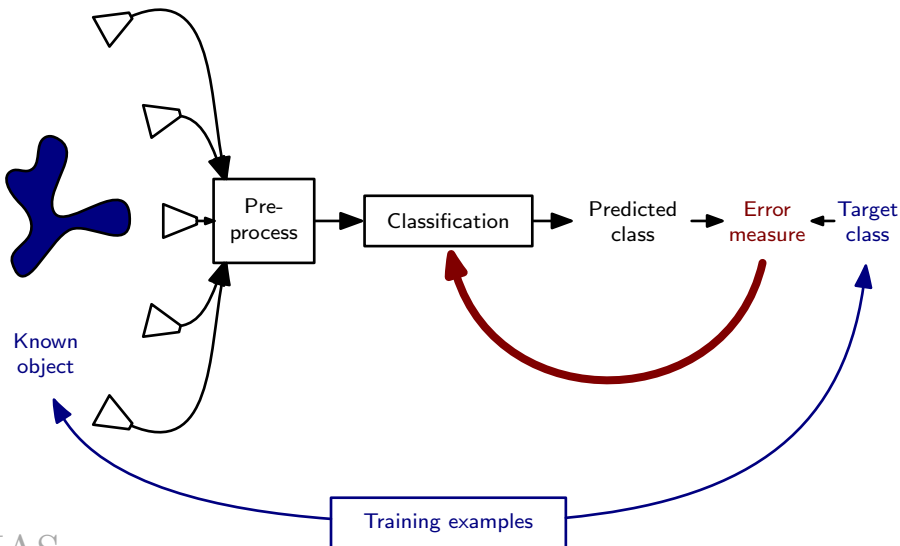 Pre-
process
Classification
Predicted
class
Error
measure
Target
class
Known
object
Training examples